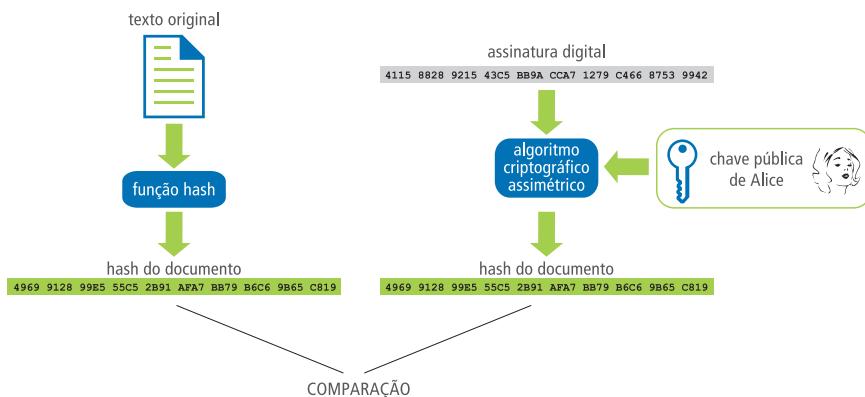 texto original
função hash
hash do documento
4969 9128 99E5 55C5 2B91 AFA7 BB79 B6C6 9B65 C819
assinatura digital
4115 8828 9215 43C5 BB9A CCA7 1279 C466 8753 9942
algoritmo
criptográfico
assimétrico
chave pública
de Alice
hash do documento
4969 9128 99E5 55C5 2B91 AFA7 BB79 B6C6 9B65 C819
COMPARAÇÃO